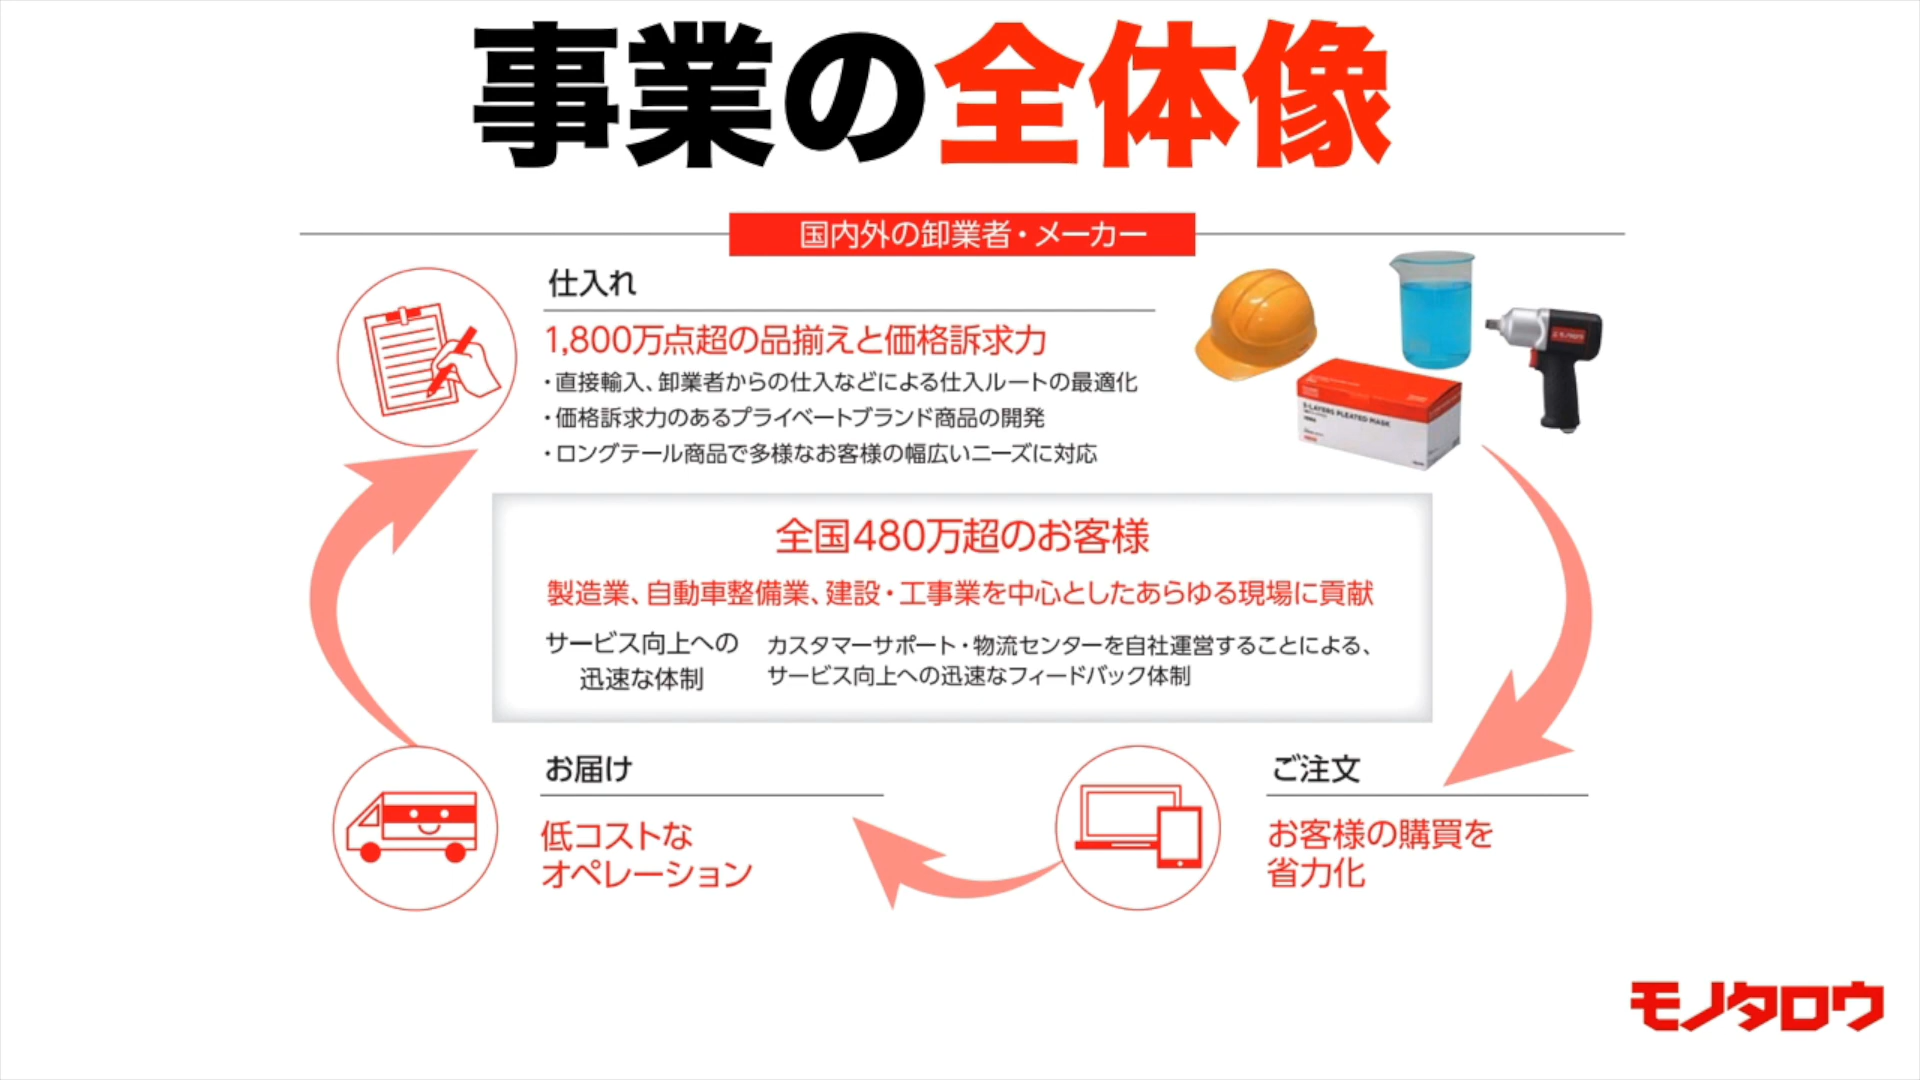 事業の全体像
国内外の卸業者・メーカー
仕入れ
1,800万点超の品揃えと価格訴求力
・直接輸入、卸業者からの仕入などによる仕入ルートの最適化
・価格訴求力のあるプライベートブランド商品の開発
・ロングテール商品で多様なお客様の幅広いニーズに対応
5-LAYERS PLEATED MASK
全国480万超のお客様
製造業、自動車整備業、建設・工事業を中心としたあらゆる現場に貢献
サービス向上への
迅速な体制
カスタマーサポート・物流センターを自社運営することによる、
サービス向上への迅速なフィードバック体制
お届け
低コストな
オペレーション
ご注文
お客様の購買を
省力化
モノタロウ